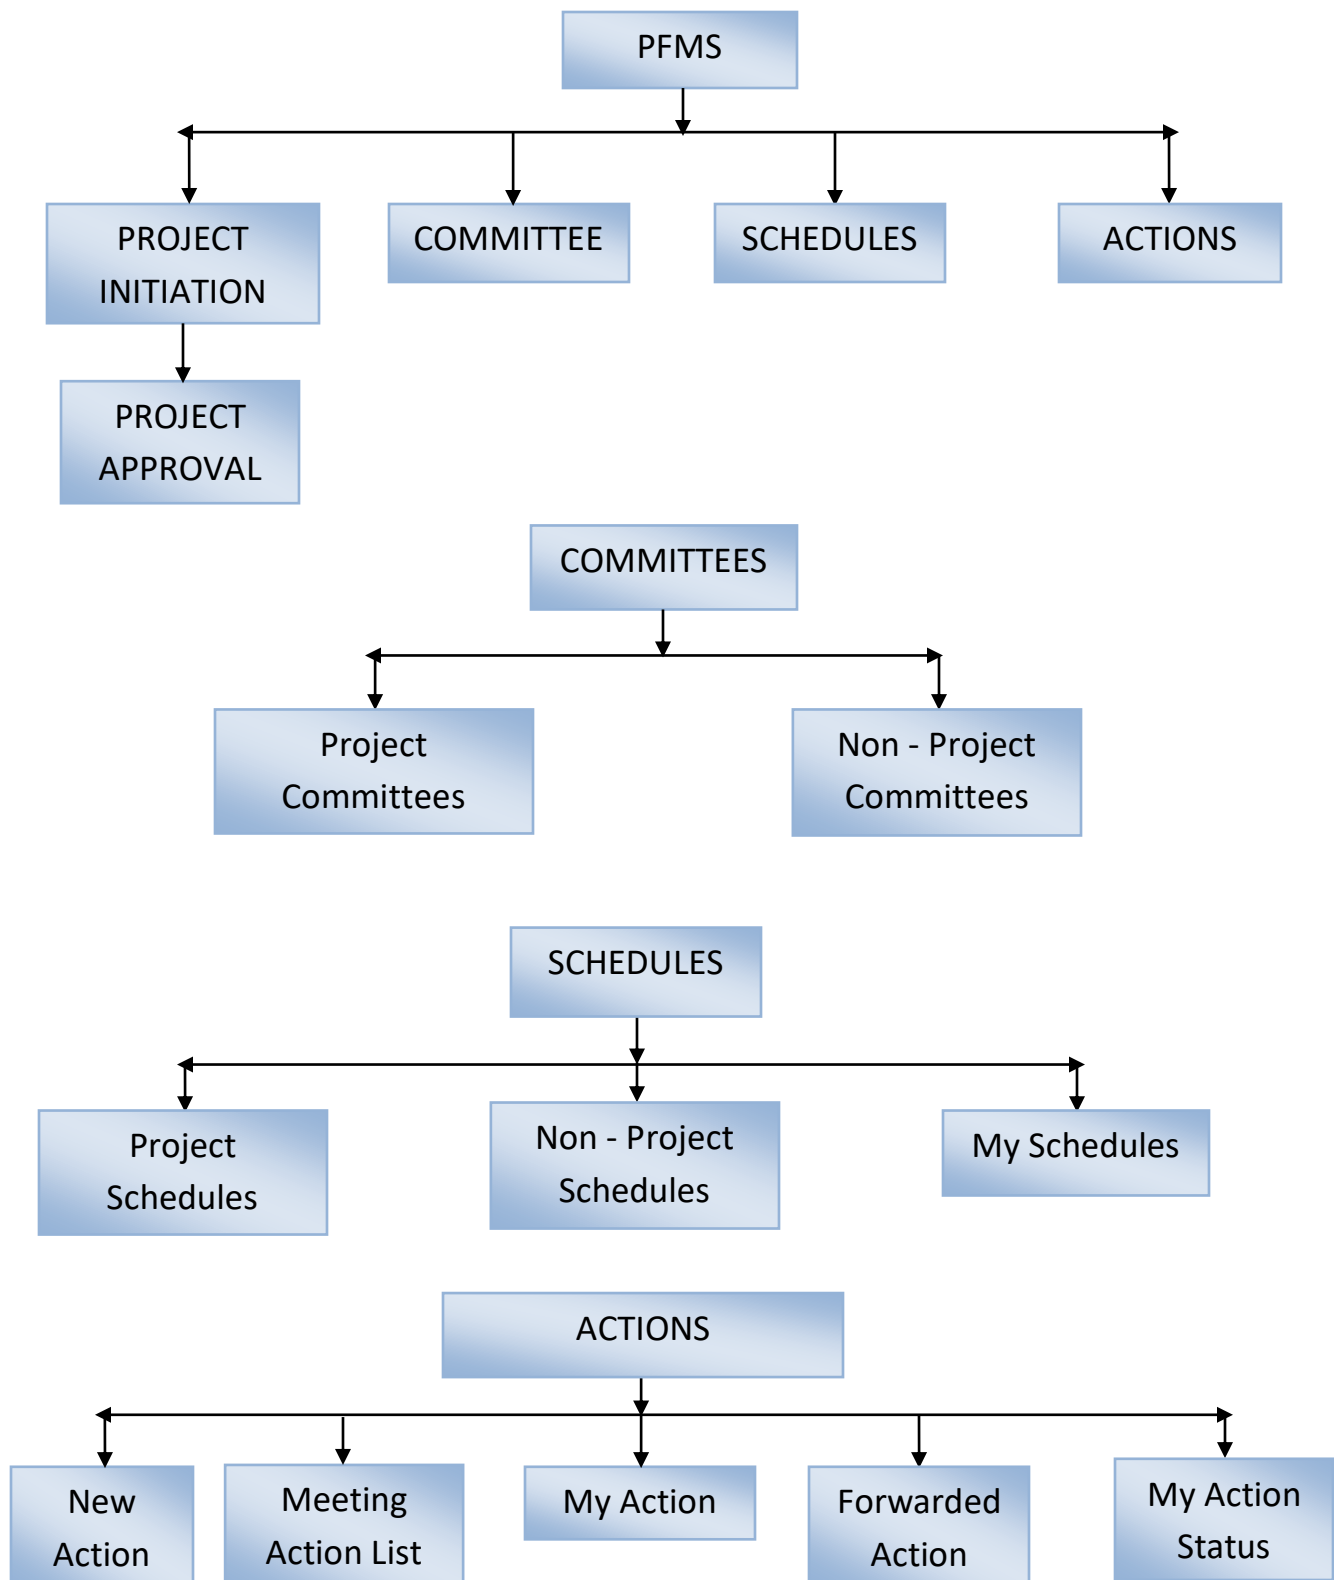 PFMS
PROJECT
INITIATION
COMMITTEE
SCHEDULES
ACTIONS
PROJECT
APPROVAL
COMMITTEES
Project
Committees
Non - Project
Committees
SCHEDULES
Project
Schedules
Non - Project
Schedules
My Schedules
ACTIONS
New
Action
Meeting
Action List
My Action
Forwarded
Action
My Action
Status